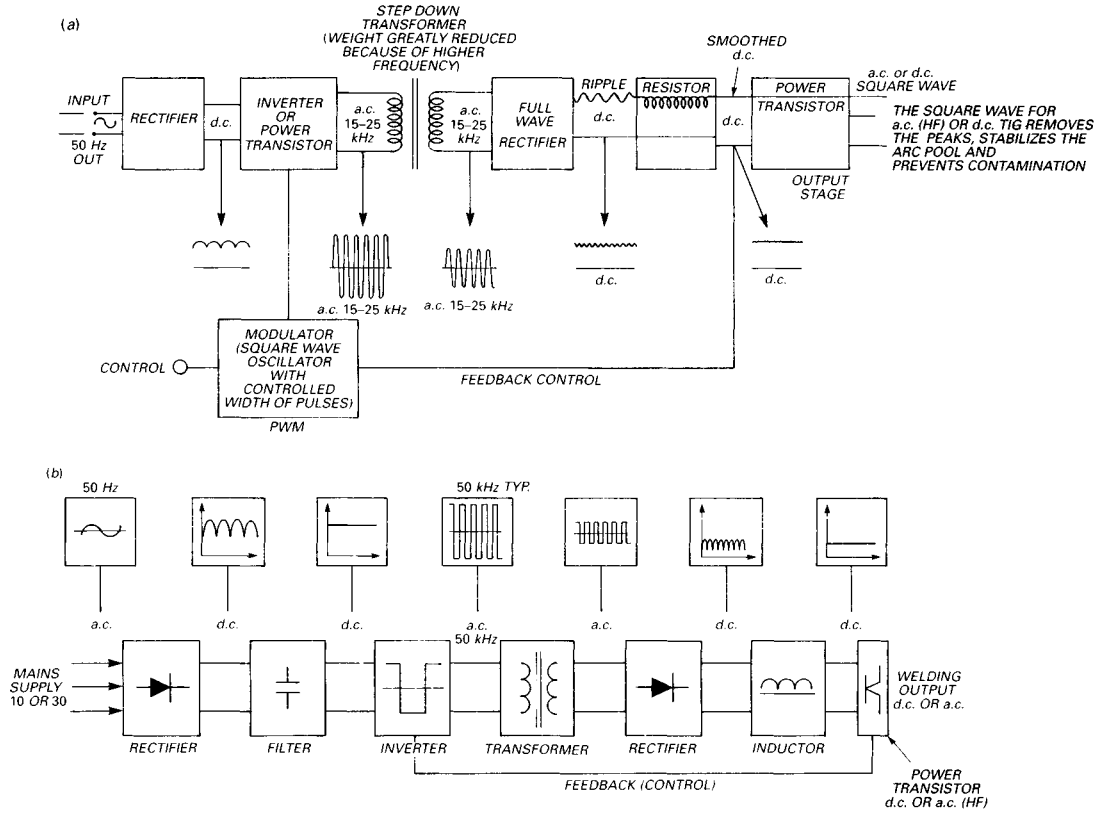 (a)
STEP DOWN
TRANSFORMER
(WEIGHT GREATLY REDUCED
BECAUSE OF HIGHER
FREQUENCY)
SMOOTHED
d.c.
INPUT
50 Hz
OUT
RECTIFIER
d.c.
INVERTER
OR
POWER
TRANSISTOR
a.c.
15–25
kHz
a.c.
15–25
kHz
FULL
WAVE
RECTIFIER
RIPPLE
d.c.
RESISTOR
d.c.
POWER
TRANSISTOR
OUTPUT
STAGE
a.c. or d.c.
SQUARE WAVE
THE SQUARE WAVE FOR
a.c. (HF) OR d.c. TIG REMOVES
THE PEAKS, STABILIZES THE
ARC POOL AND
PREVENTS CONTAMINATION
a.c. 15–25 kHz
a.c. 15–25 kHz
d.c.
d.c.
CONTROL
MODULATOR
(SQUARE WAVE
OSCILLATOR
WITH
CONTROLLED
WIDTH OF PULSES)
PWM
FEEDBACK CONTROL
(b)
50 Hz
50 kHz TYP.
a.c.
d.c.
d.c.
a.c.
a.c.
d.c.
d.c.
50 kHz
MAINS
SUPPLY
10 OR 30
RECTIFIER
FILTER
INVERTER
TRANSFORMER
RECTIFIER
INDUCTOR
WELDING
OUTPUT
d.c. OR a.c.
FEEDBACK (CONTROL)
POWER
TRANSISTOR
d.c. OR a.c. (HF)